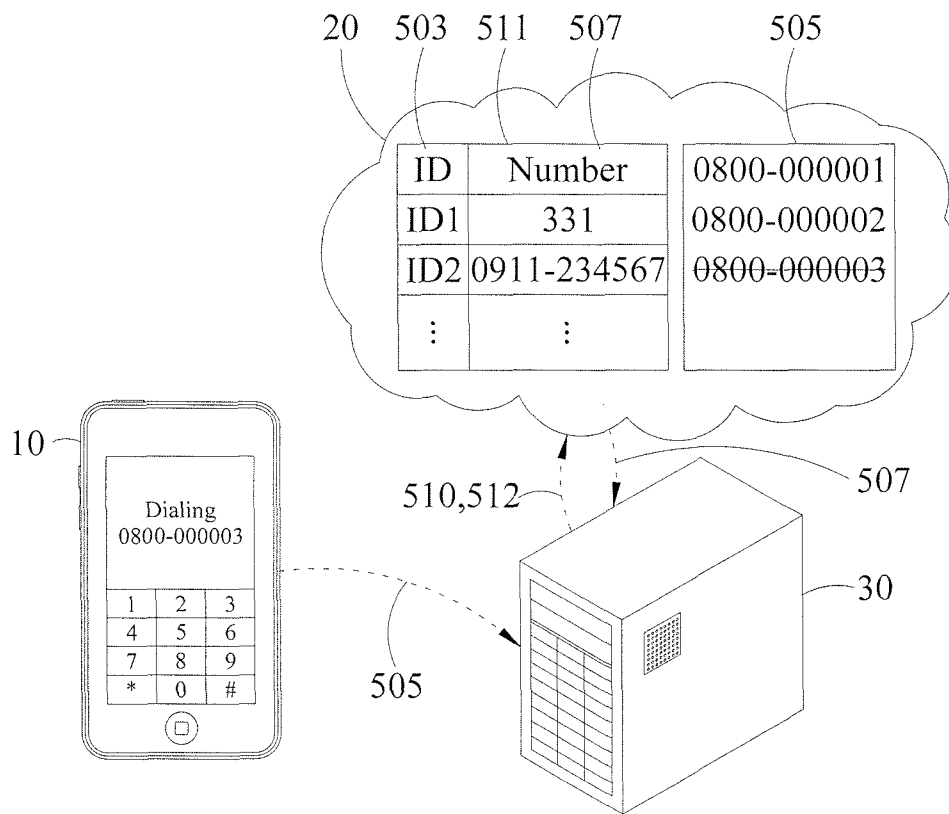 20 503 511 507 505
ID Number 0800-000001
ID1 331 0800-000002
ID2 0911-234567 0800-000003
⋮ ⋮
10
Dialing
0800-000003
510,512 507
1 2 3
4 5 6
7 8 9
* 0 #
30
505